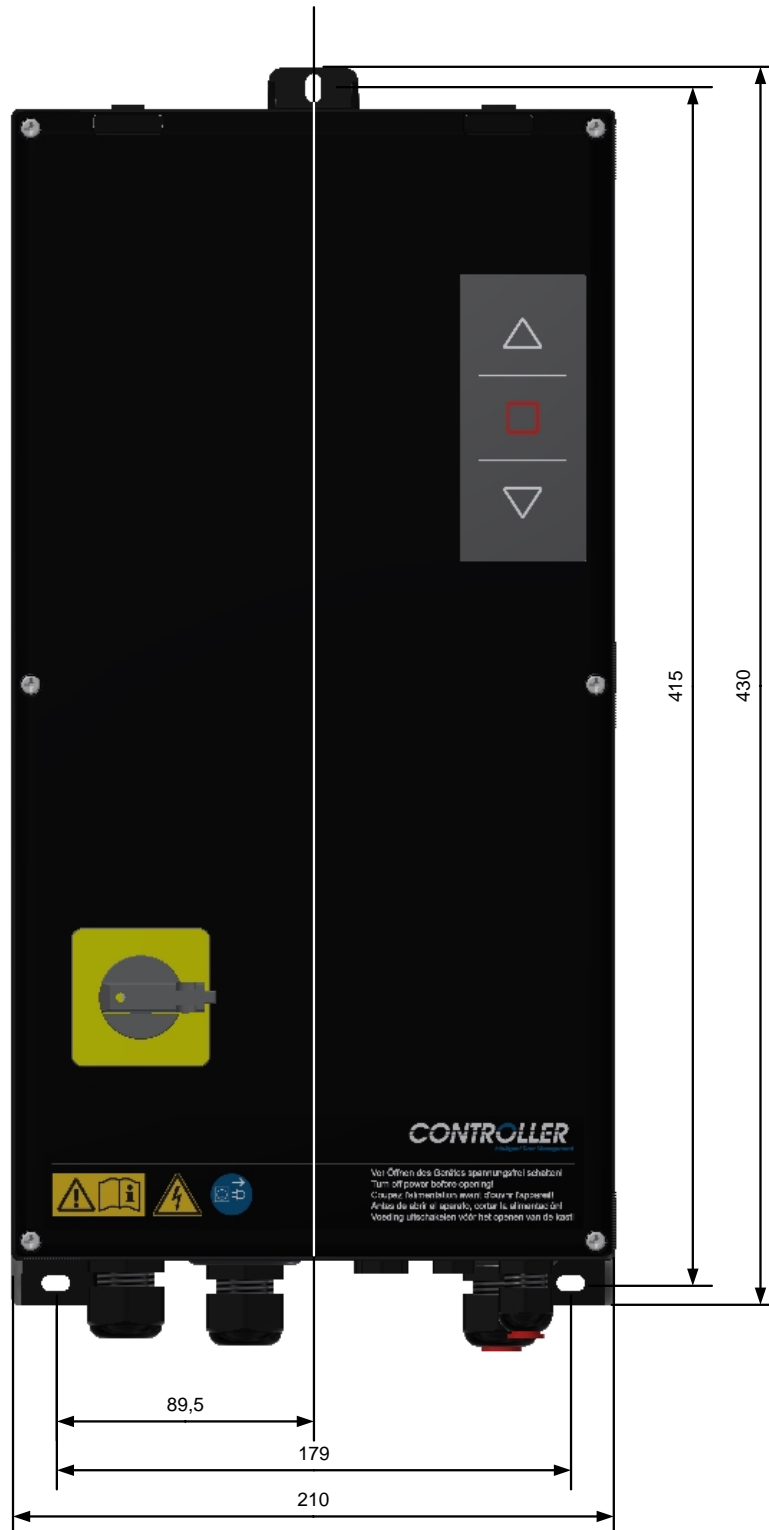 415
430
CONTROLLER
Vor Öffnen des Gerätes spannungsfrei schalten!
Turn off power before opening!
Coupez l'alimentation avant d'ouvrir l'appareil!
Antes de abrir el aparato, cortar la alimentación!
Voeding uitschakelen vóór het openen van de kast!
89,5
179
210